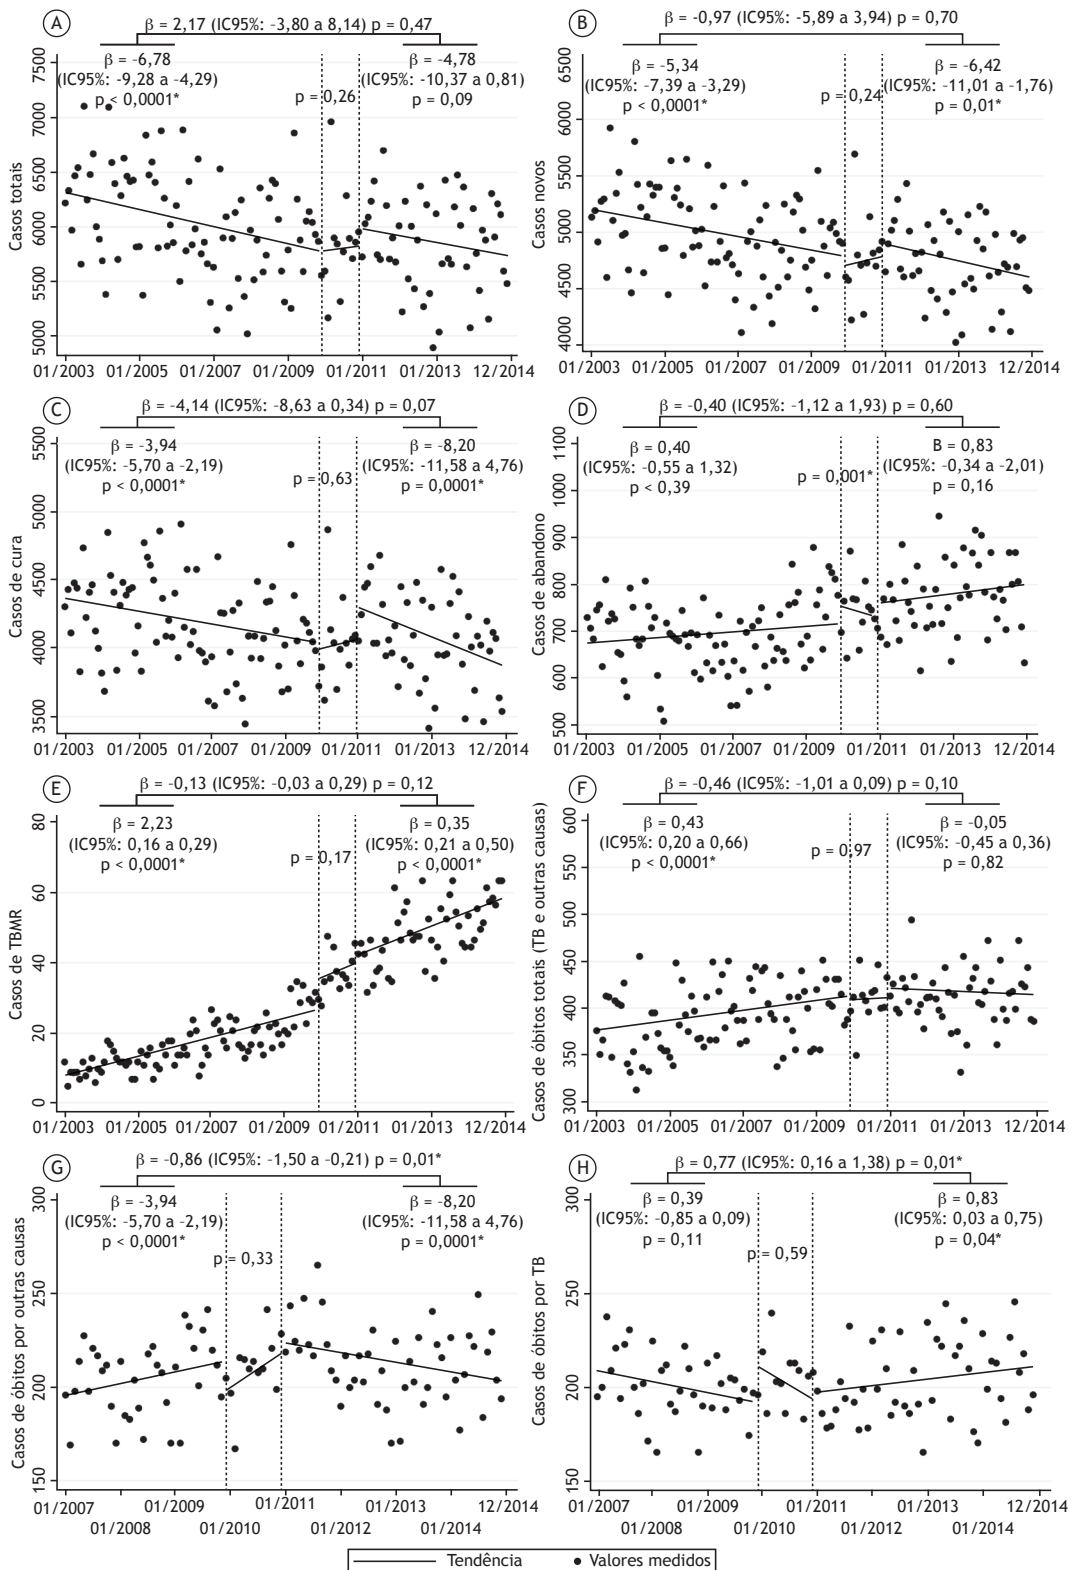 A
β = 2,17 (IC95%: -3,80 a 8,14) p = 0,47
β = -6,78
(IC95%: -9,28 a -4,29)
p < 0,0001*
p = 0,26
β = -4,78
(IC95%: -10,37 a 0,81)
p = 0,09
Casos totais
7500
7000
6500
6000
5500
5000
01/2003 01/2005 01/2007 01/2009 01/2011 01/2013 12/2014
B
β = -0,97 (IC95%: -5,89 a 3,94) p = 0,70
β = -5,34
(IC95%: -7,39 a -3,29)
p < 0,0001*
p = 0,24
β = -6,42
(IC95%: -11,01 a -1,76)
p = 0,01*
Casos novos
6500
6000
5500
5000
4500
4000
01/2003 01/2005 01/2007 01/2009 01/2011 01/2013 12/2014
C
β = -4,14 (IC95%: -8,63 a 0,34) p = 0,07
β = -3,94
(IC95%: -5,70 a -2,19)
p < 0,0001*
p = 0,63
β = -8,20
(IC95%: -11,58 a 4,76)
p = 0,0001*
Casos de cura
5500
5000
4500
4000
3500
01/2003 01/2005 01/2007 01/2009 01/2011 01/2013 12/2014
D
β = -0,40 (IC95%: -1,12 a 1,93) p = 0,60
β = 0,40
(IC95%: -0,55 a 1,32)
p < 0,39
p = 0,001*
B = 0,83
(IC95%: -0,34 a -2,01)
p = 0,16
Casos de abandono
1100
1000
900
800
700
600
500
01/2003 01/2005 01/2007 01/2009 01/2011 01/2013 12/2014
E
β = -0,13 (IC95%: -0,03 a 0,29) p = 0,12
β = 2,23
(IC95%: 0,16 a 0,29)
p < 0,0001*
p = 0,17
β = 0,35
(IC95%: 0,21 a 0,50)
p < 0,0001*
Casos de TBMR
80
60
40
20
0
01/2003 01/2005 01/2007 01/2009 01/2011 01/2013 12/2014
F
β = -0,46 (IC95%: -1,01 a 0,09) p = 0,10
β = 0,43
(IC95%: 0,20 a 0,66)
p < 0,0001*
p = 0,97
β = -0,05
(IC95%: -0,45 a 0,36)
p = 0,82
Casos de óbitos totais (TB e outras causas)
600
550
500
450
400
350
300
01/2003 01/2005 01/2007 01/2009 01/2011 01/2013 12/2014
G
β = -0,86 (IC95%: -1,50 a -0,21) p = 0,01*
β = -3,94
(IC95%: -5,70 a -2,19)
p < 0,0001*
p = 0,33
β = -8,20
(IC95%: -11,58 a 4,76)
p = 0,0001*
Casos de óbitos por outras causas
300
250
200
150
01/2007 01/2009 01/2011 01/2013 12/2014
01/2008 01/2010 01/2012 01/2014
H
β = 0,77 (IC95%: 0,16 a 1,38) p = 0,01*
β = 0,39
(IC95%: -0,85 a 0,09)
p = 0,11
p = 0,59
β = 0,83
(IC95%: 0,03 a 0,75)
p = 0,04*
Casos de óbitos por TB
300
250
200
150
01/2007 01/2009 01/2011 01/2013 12/2014
01/2008 01/2010 01/2012 01/2014
Tendência Valores medidos